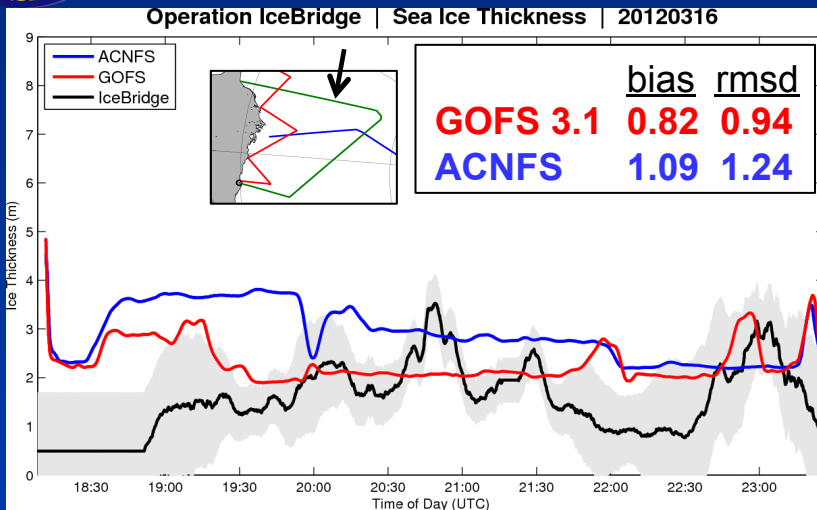 Operation IceBridge | Sea Ice Thickness | 20120316
ACNFS
GOFS
IceBridge
bias rmsd
GOFS 3.1 0.82 0.94
ACNFS 1.09 1.24
Ice Thickness (m)
9
8
7
6
5
4
3
2
1
0
18:30 19:00 19:30 20:00 20:30 21:00 21:30 22:00 22:30 23:00
Time of Day (UTC)